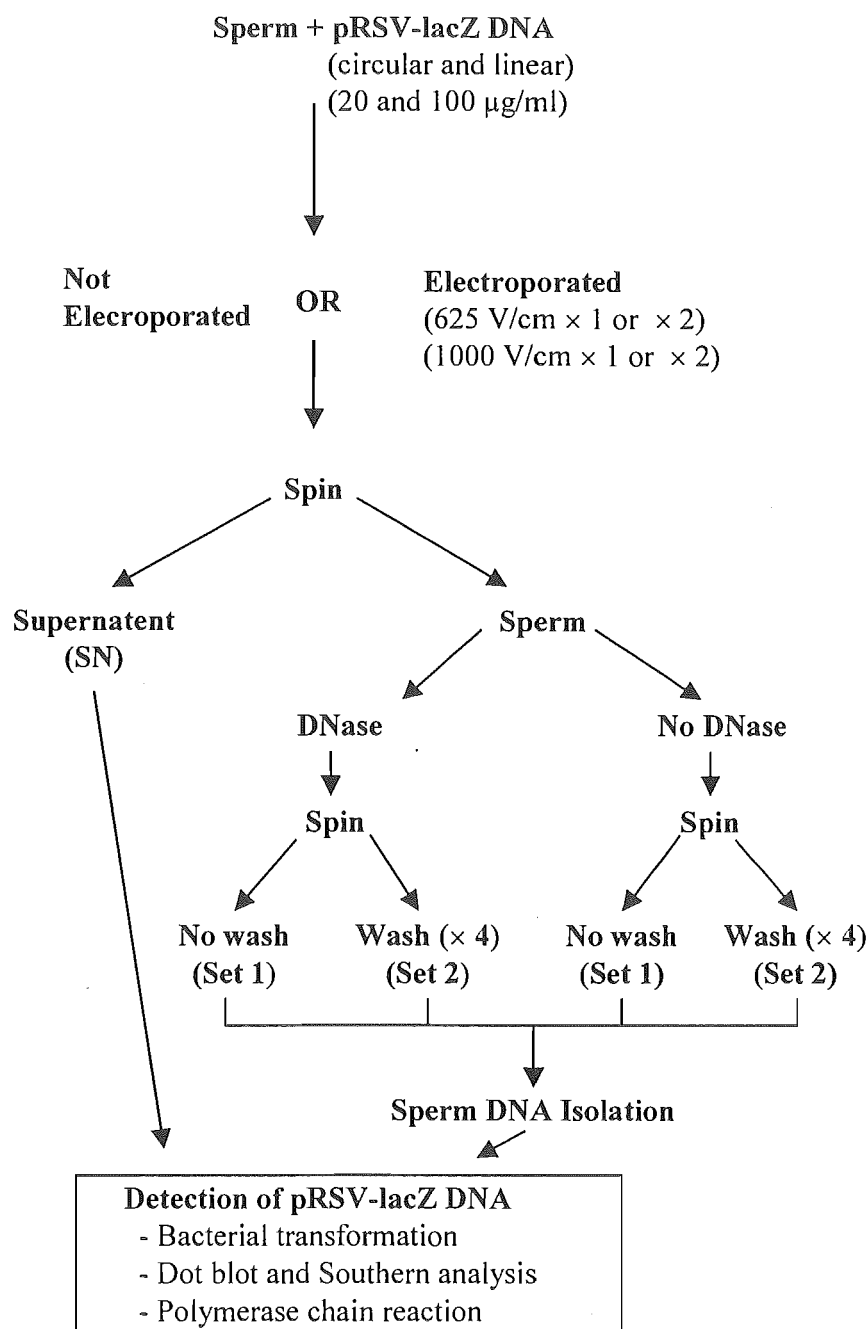 Sperm + pRSV-lacZ DNA
(circular and linear)
(20 and 100 μg/ml)
Not
Elecroporated
OR
Electroporated
(625 V/cm × 1 or × 2)
(1000 V/cm × 1 or × 2)
Spin
Supernatent
(SN)
Sperm
DNase
No DNase
Spin
Spin
No wash
(Set 1)
Wash (× 4)
(Set 2)
No wash
(Set 1)
Wash (× 4)
(Set 2)
Sperm DNA Isolation
Detection of pRSV-lacZ DNA
- Bacterial transformation
- Dot blot and Southern analysis
- Polymerase chain reaction